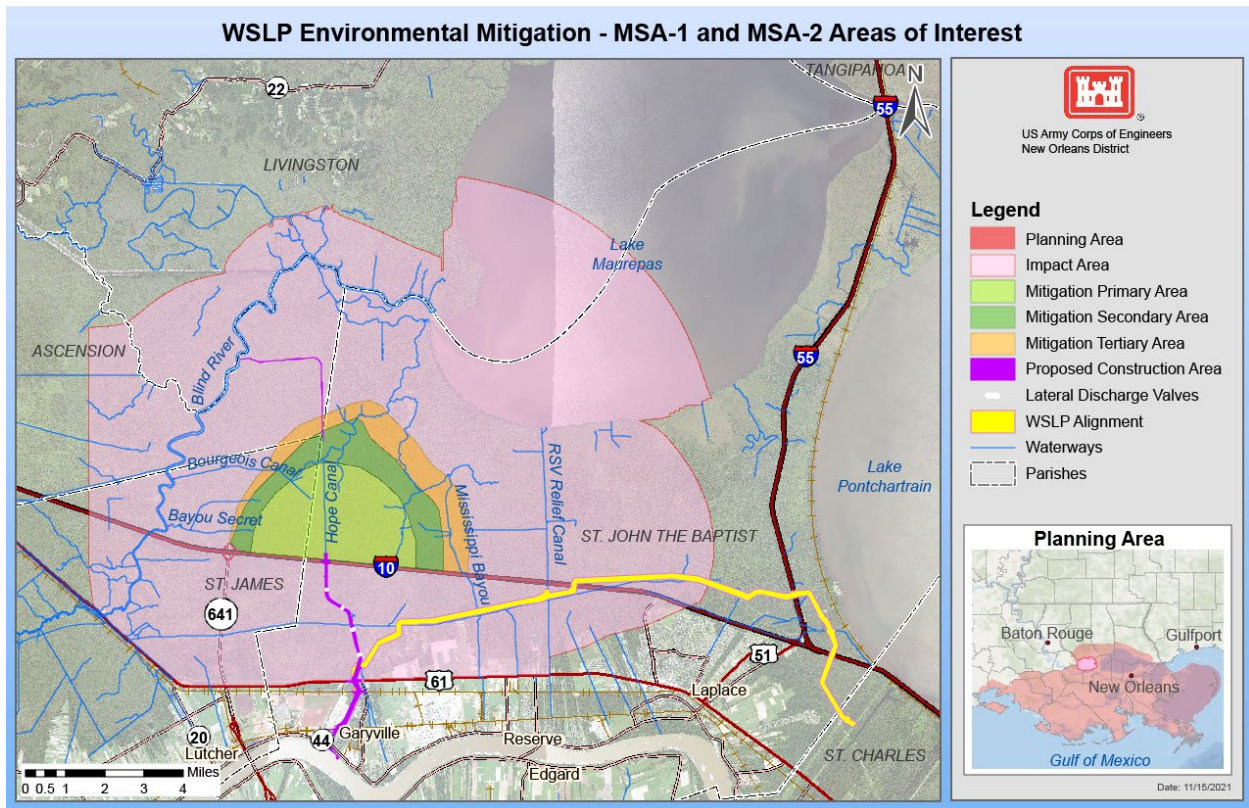 WSLP Environmental Mitigation - MSA-1 and MSA-2 Areas of Interest
TANGIPAHOA
N
22
55
LIVINGSTON
Lake
Maurepas
55
ASCENSION
Blind River
Lake
Pontchartrain
Bourgeois Canal
Hope Canal
Bayou Secret
Mississippi Bayou
RSV Relief Canal
ST. JOHN THE BAPTIST
10
ST. JAMES
641
51
61
Laplace
20
Lutcher
44
Garyville
Reserve
Edgard
ST. CHARLES
Miles
0 0.5 1 2 3 4
®
US Army Corps of Engineers
New Orleans District
Legend
Planning Area
Impact Area
Mitigation Primary Area
Mitigation Secondary Area
Mitigation Tertiary Area
Proposed Construction Area
Lateral Discharge Valves
WSLP Alignment
Waterways
Parishes
Planning Area
Baton Rouge
Gulfport
New Orleans
Gulf of Mexico
Date: 11/15/2021